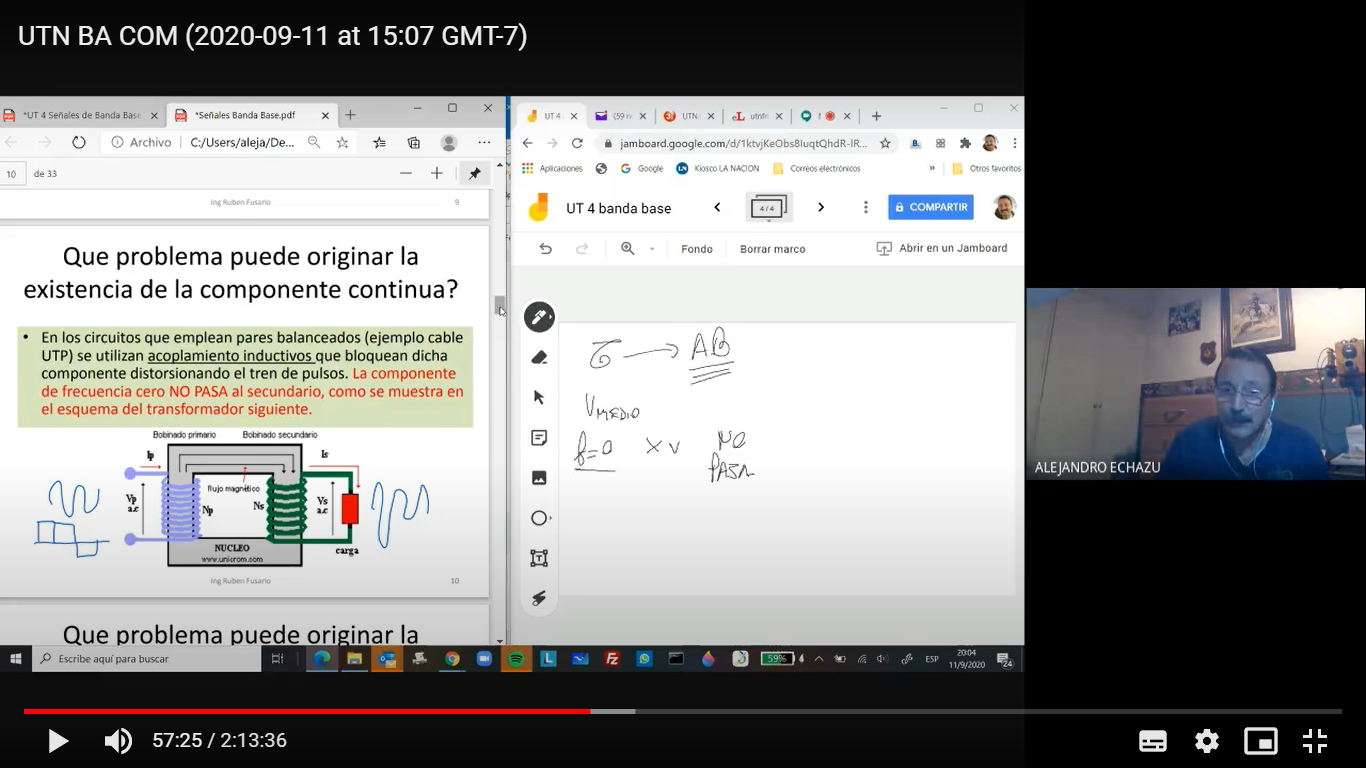 UTN BA COM (2020-09-11 at 15:07 GMT-7)
*UT 4 Señales de Banda Base
*Señales Banda Base.pdf
Archivo
C:/Users/aleja/De...
10 de 33
Ing Ruben Fusario 9
Que problema puede originar la
existencia de la componente continua?
• En los circuitos que emplean pares balanceados (ejemplo cable
UTP) se utilizan acoplamiento inductivos que bloquean dicha
componente distorsionando el tren de pulsos. La componente
de frecuencia cero NO PASA al secundario, como se muestra en
el esquema del transformador siguiente.
Bobinado primario Bobinado secundario
Ip Is
flujo magnético
Vp Vs
a.c a.c
Np Ns
NUCLEO
www.unicrom.com
carga
Ing Ruben Fusario 10
Que problema puede originar la
Escribe aquí para buscar
UT 4
(59
UTN
utnf
jamboard.google.com/d/1ktvjKeObs8IuqtQhdR-lR...
Aplicaciones Google Kiosco LA NACION Correos electrónicos » Otros favoritos
UT 4 banda base
4/4
COMPARTIR
Fondo Borrar marco Abrir en un Jamboard
AB
VMEDIO
f=0 X V NO
PASA
59%
ESP
20:04
11/9/2020
24
ALEJANDRO ECHAZU
57:25 / 2:13:36